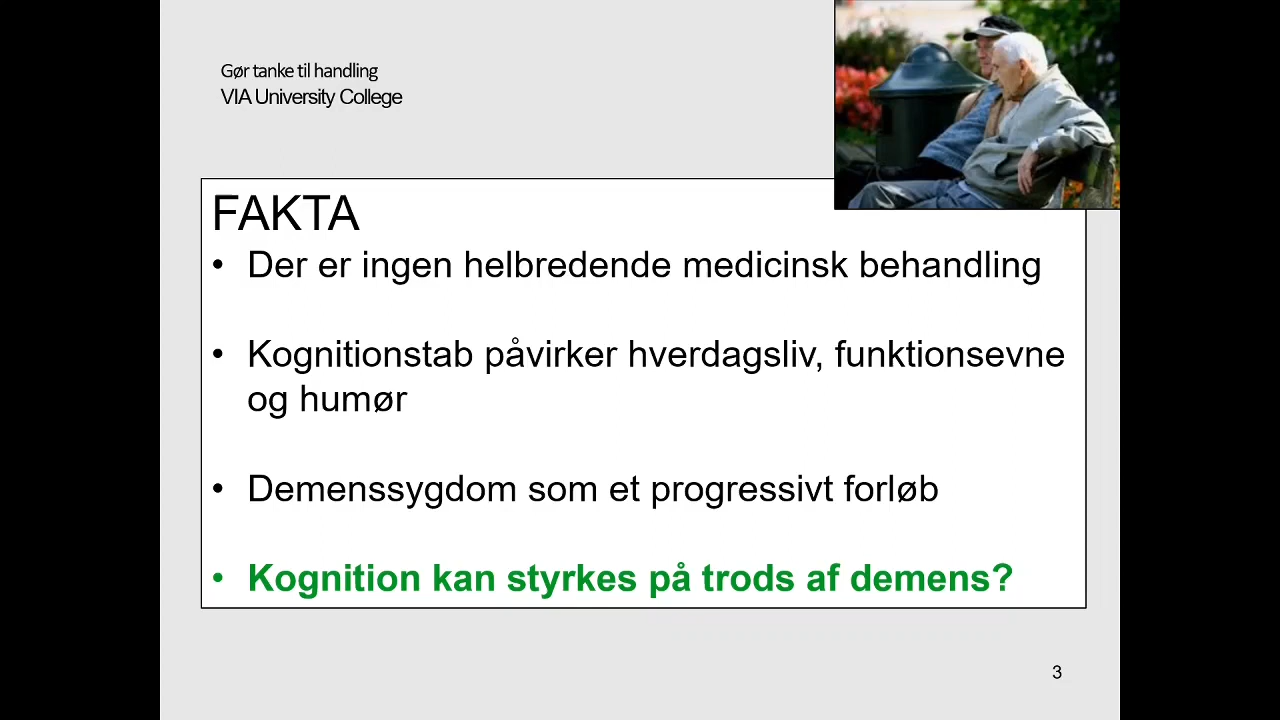 Gør tanke til handling
VIA University College
FAKTA
• Der er ingen helbredende medicinsk behandling
• Kognitionstab påvirker hverdagsliv, funktionsevne
og humør
• Demenssygdom som et progressivt forløb
• Kognition kan styrkes på trods af demens?
3